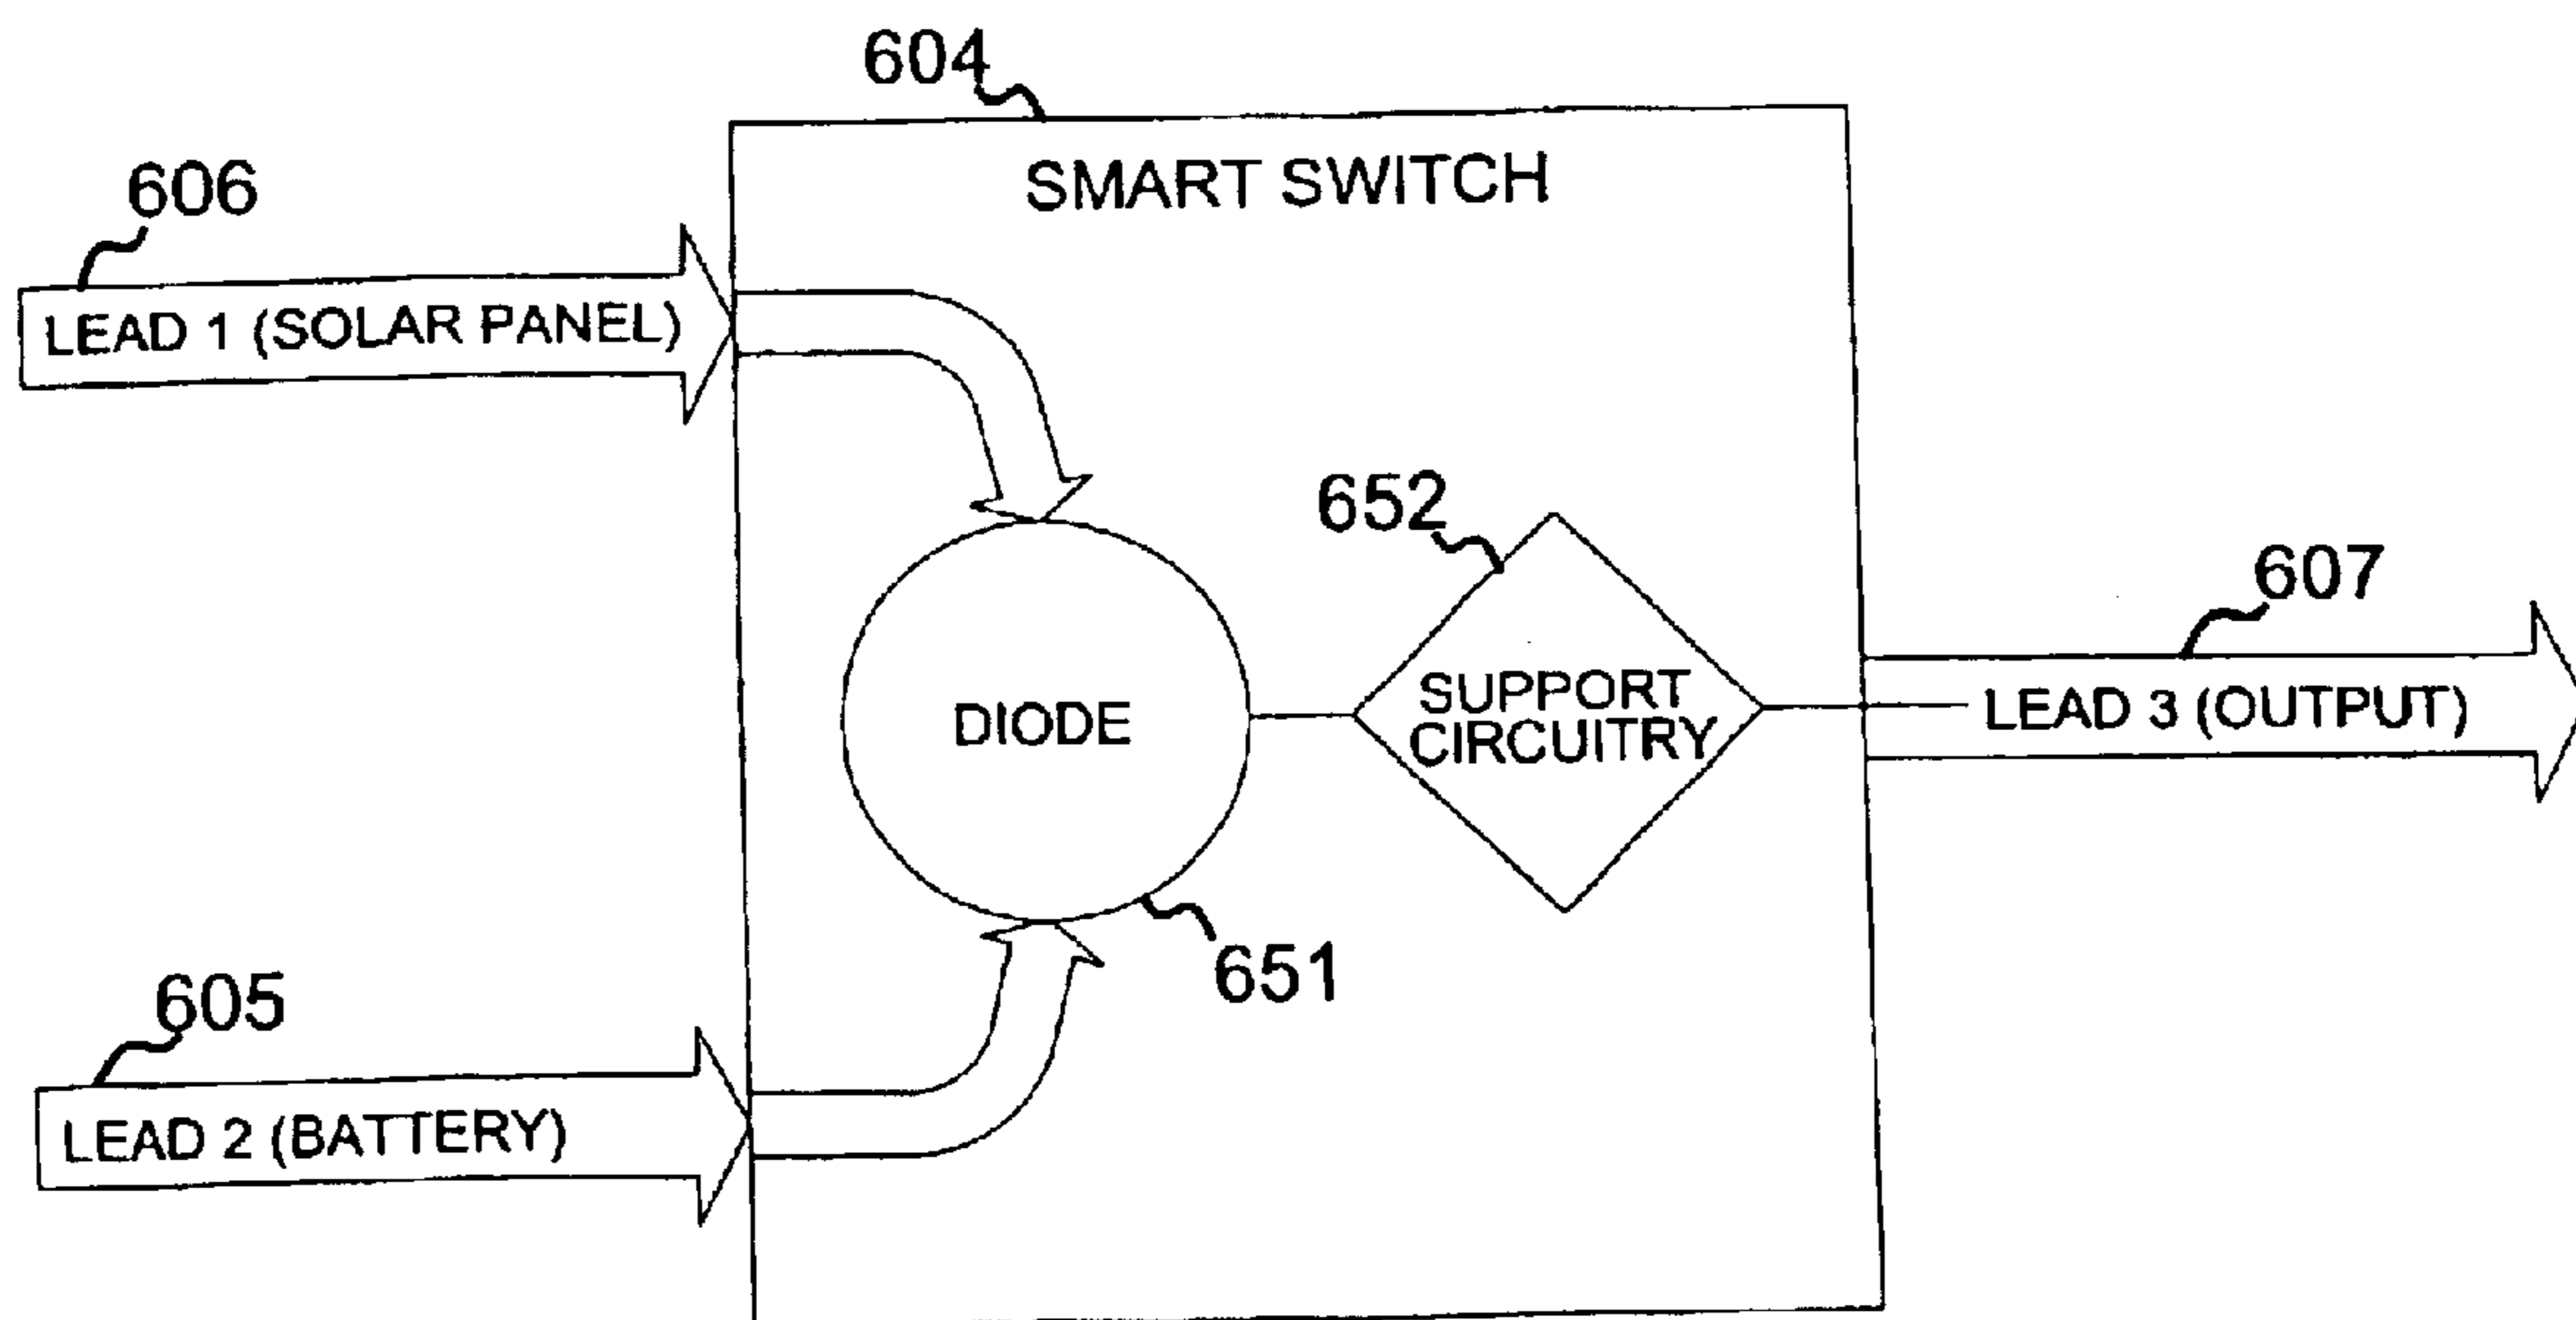 604
SMART SWITCH
606
LEAD 1 (SOLAR PANEL)
652
607
DIODE
SUPPORT
CIRCUITRY
LEAD 3 (OUTPUT)
651
605
LEAD 2 (BATTERY)